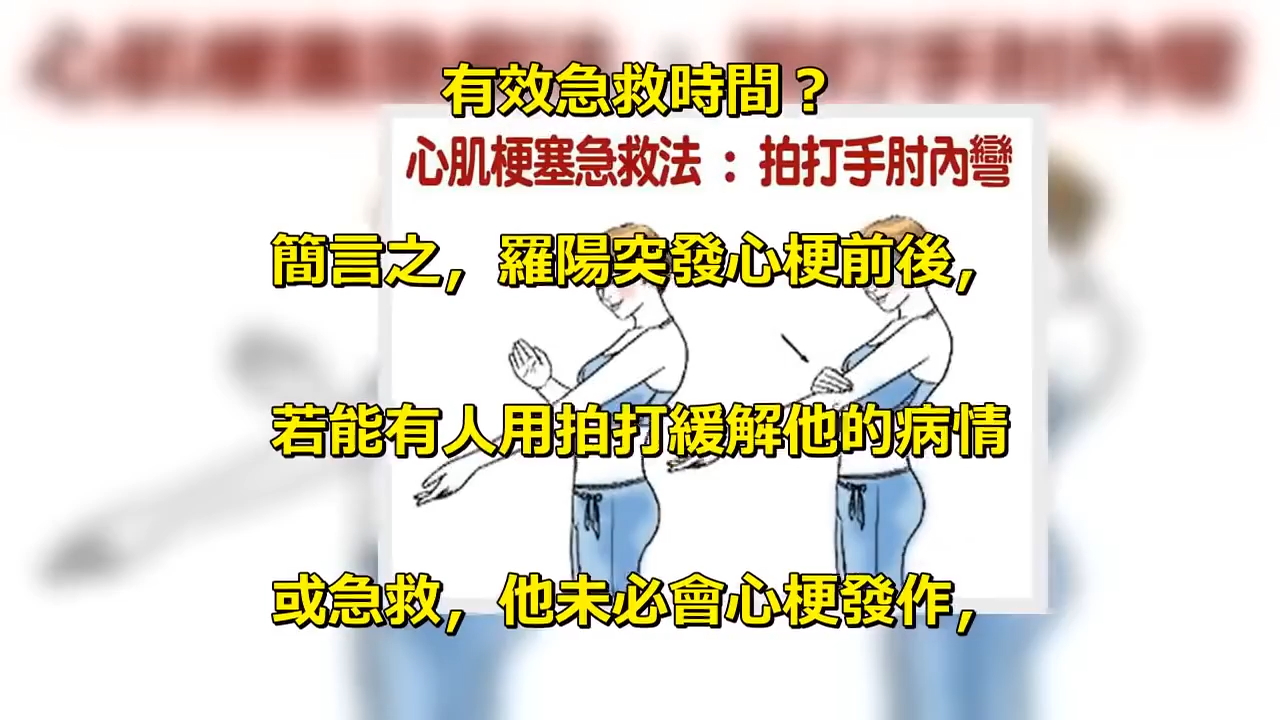 有效急救時間？
心肌梗塞急救法：拍打手肘內彎
簡言之，羅陽突發心梗前後，
若能有人用拍打緩解他的病情
或急救，他未必會心梗發作，